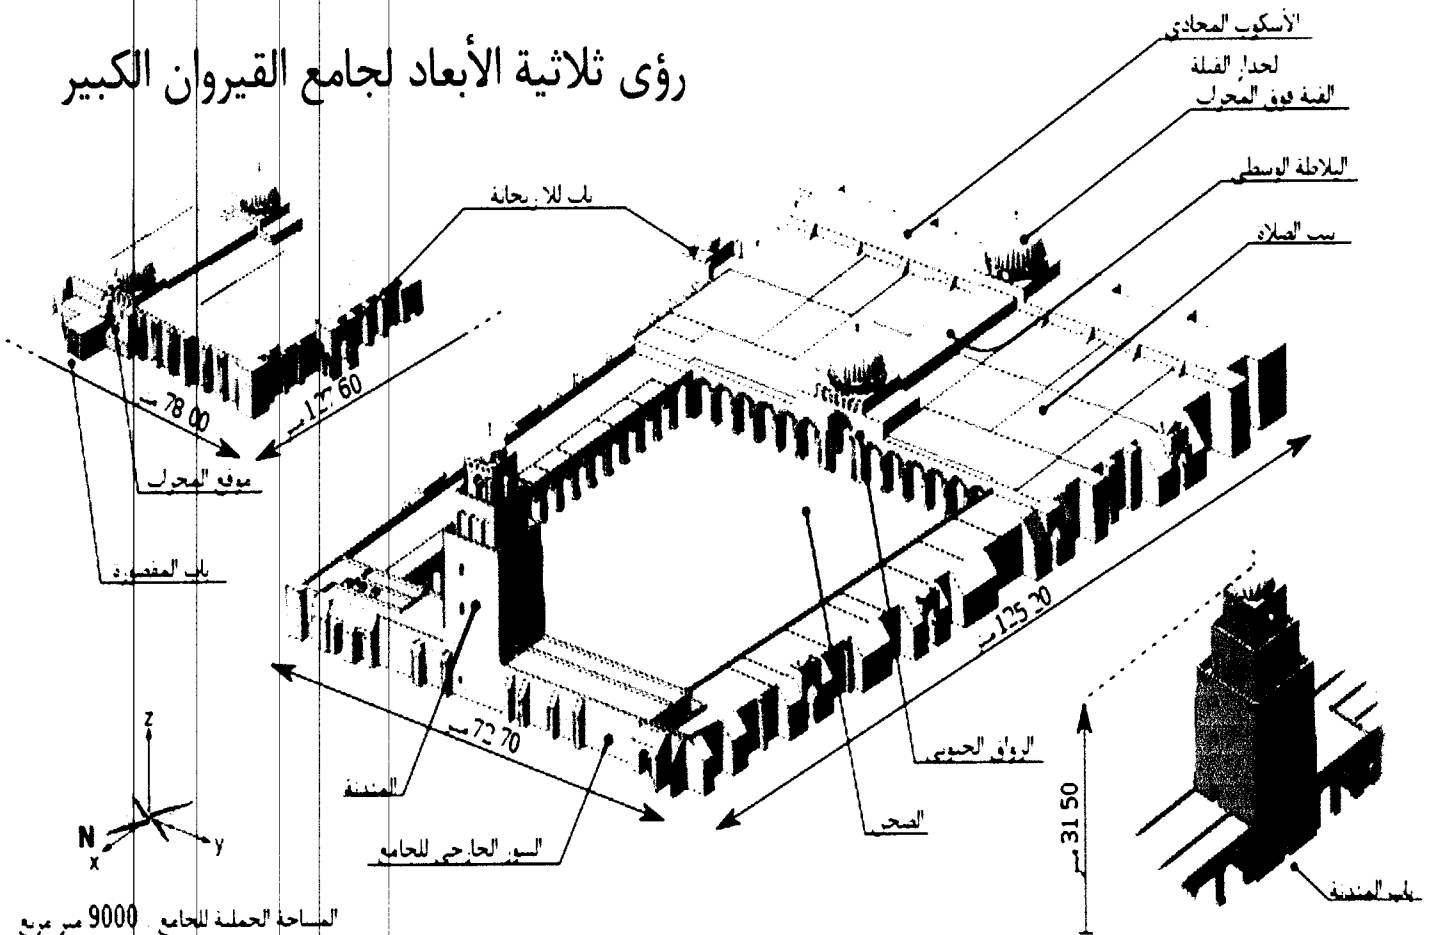 رؤى ثلاثية الأبعاد لجامع القيروان الكبير
الأسكوب المحاذي
لجدار القبلة
القبة فوق المحراب
البلاطة الوسطى
بيت الصلاة
باب للا ريحانة
78.00 م
127.60 م
موقع المحراب
باب المقصورة
72.70 م
125.20 م
المئذنة
السور الخارجي للجامع
الرواق الجنوبي
الصحن
31.50 م
باب المئذنة
z
N
x
y
المساحة الجملية للجامع : 9000 متر مربع